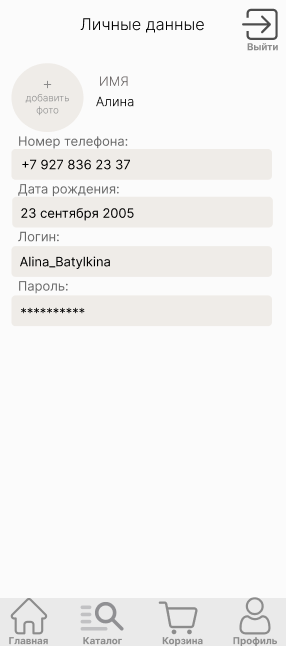 Личные данные
Выйти
+
добавить
фото
ИМЯ
Алина
Номер телефона:
+7 927 836 23 37
Дата рождения:
23 сентября 2005
Логин:
Alina_Batylkina
Пароль:
**********
Главная
Каталог
Корзина
Профиль